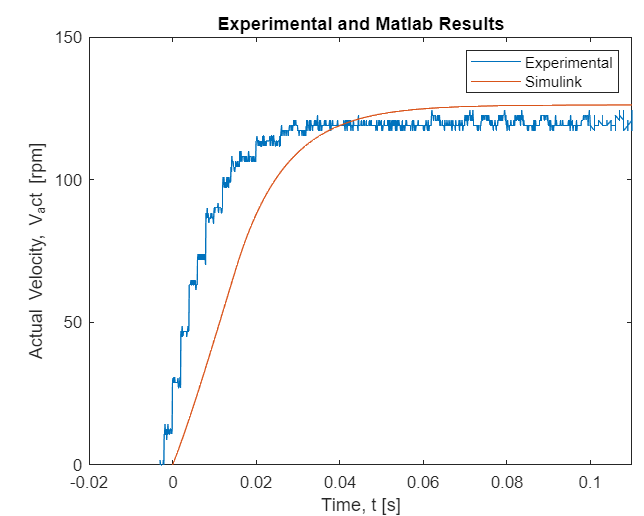 Experimental and Matlab Results
150
100
50
0
Actual Velocity, Vₐct [rpm]
Experimental
Simulink
-0.02 0 0.02 0.04 0.06 0.08 0.1
Time, t [s]